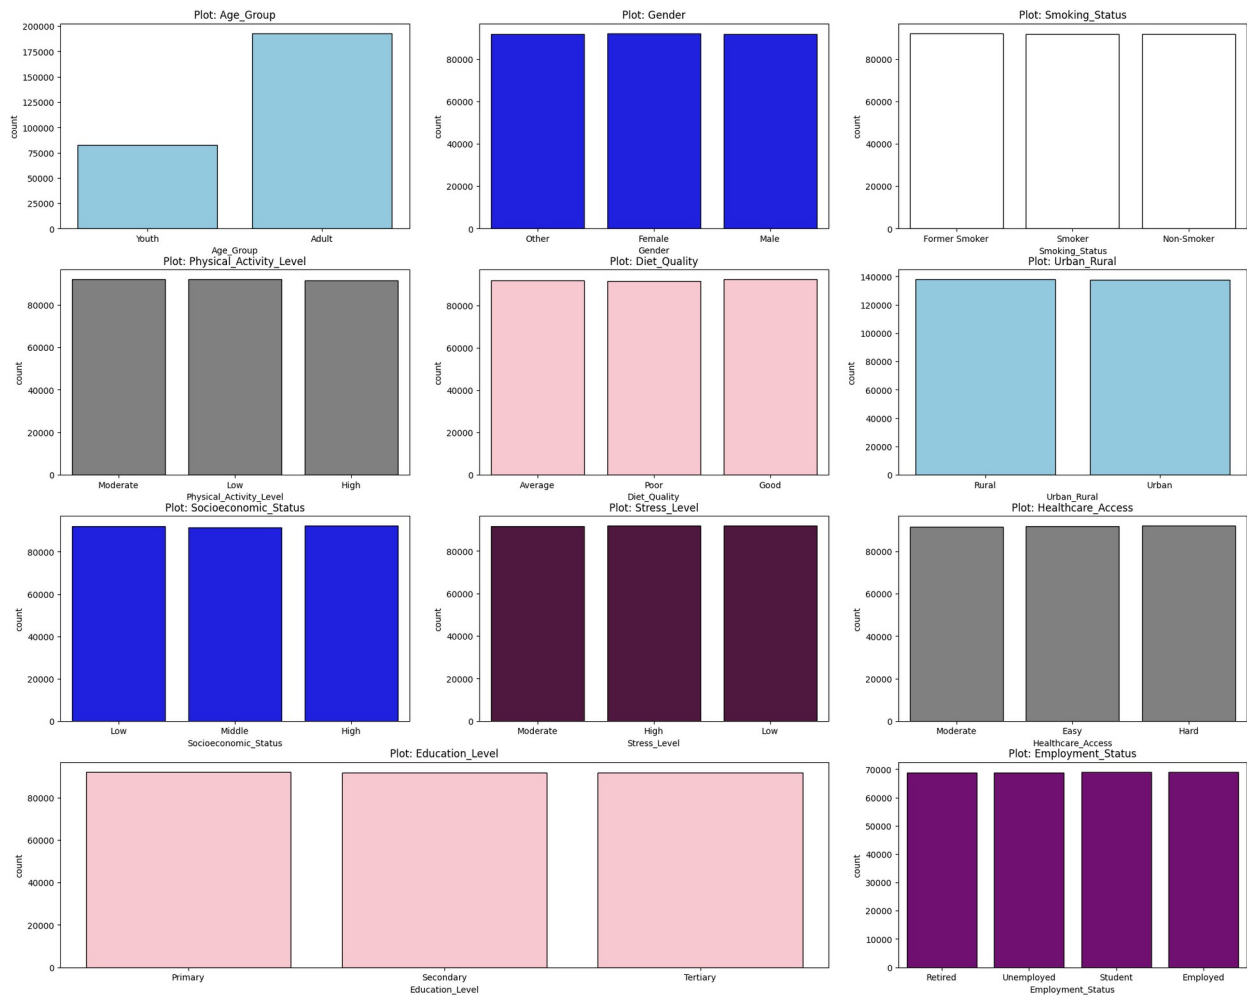 Plot: Age_Group
200000
175000
150000
125000
100000
75000
50000
25000
0
count
Youth Adult
Age_Group
Plot: Gender
80000
60000
40000
20000
0
count
Other Female Male
Gender
Plot: Smoking_Status
80000
60000
40000
20000
0
count
Former Smoker Smoker Non-Smoker
Smoking_Status
Plot: Physical_Activity_Level
80000
60000
40000
20000
0
count
Moderate Low High
Physical_Activity_Level
Plot: Diet_Quality
80000
60000
40000
20000
0
count
Average Poor Good
Diet_Quality
Plot: Urban_Rural
140000
120000
100000
80000
60000
40000
20000
0
count
Rural Urban
Urban_Rural
Plot: Socioeconomic_Status
80000
60000
40000
20000
0
count
Low Middle High
Socioeconomic_Status
Plot: Stress_Level
80000
60000
40000
20000
0
count
Moderate High Low
Stress_Level
Plot: Healthcare_Access
80000
60000
40000
20000
0
count
Moderate Easy Hard
Healthcare_Access
Plot: Education_Level
80000
60000
40000
20000
0
count
Primary Secondary Tertiary
Education_Level
Plot: Employment_Status
70000
60000
50000
40000
30000
20000
10000
0
count
Retired Unemployed Student Employed
Employment_Status